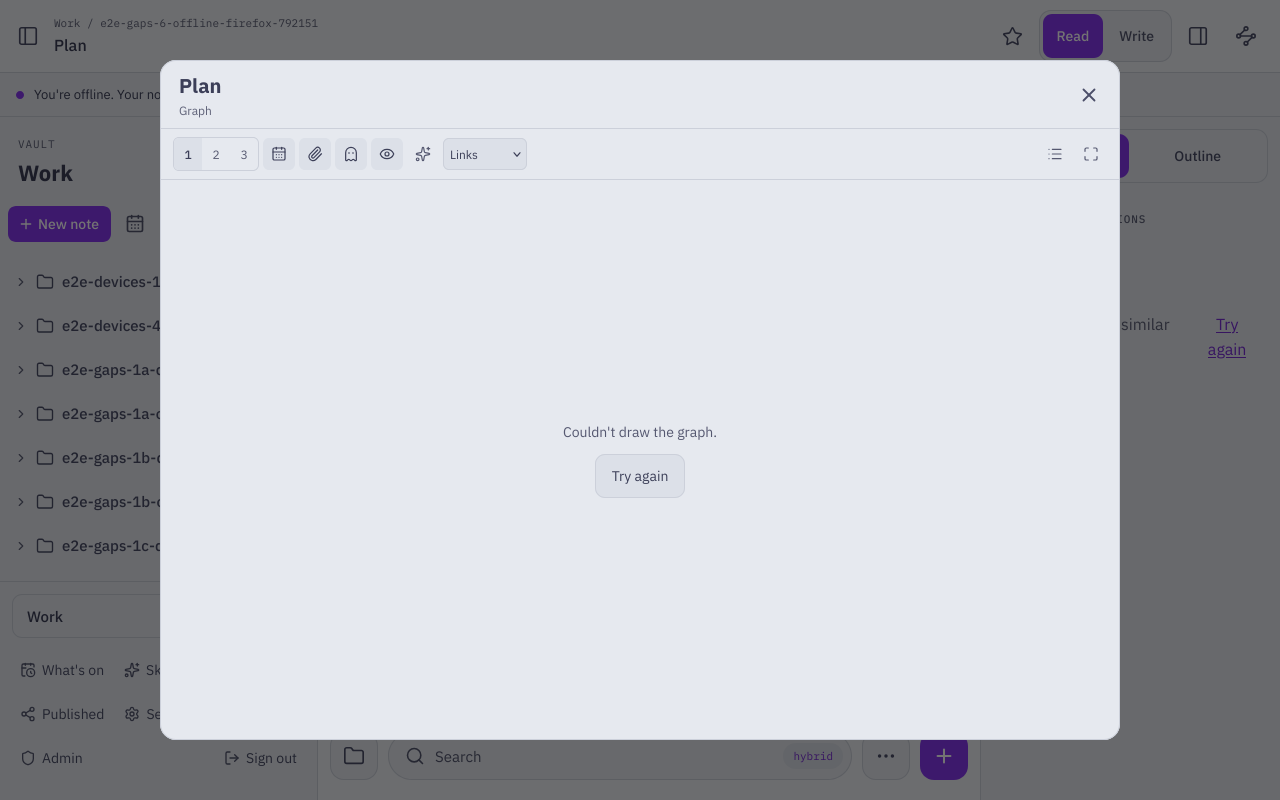 Work / e2e-gaps-6-offline-firefox-792151
Plan
Read
Write
You're offline. Your no
VAULT
Work
New note
e2e-devices-1
e2e-devices-4
e2e-gaps-1a-
e2e-gaps-1a-
e2e-gaps-1b-
e2e-gaps-1b-
e2e-gaps-1c-
Work
What's on
Sk
Published
Se
Admin
Sign out
Plan
Graph
1
2
3
Links
Couldn't draw the graph.
Try again
Outline
IONS
similar
Try
again
Search
hybrid